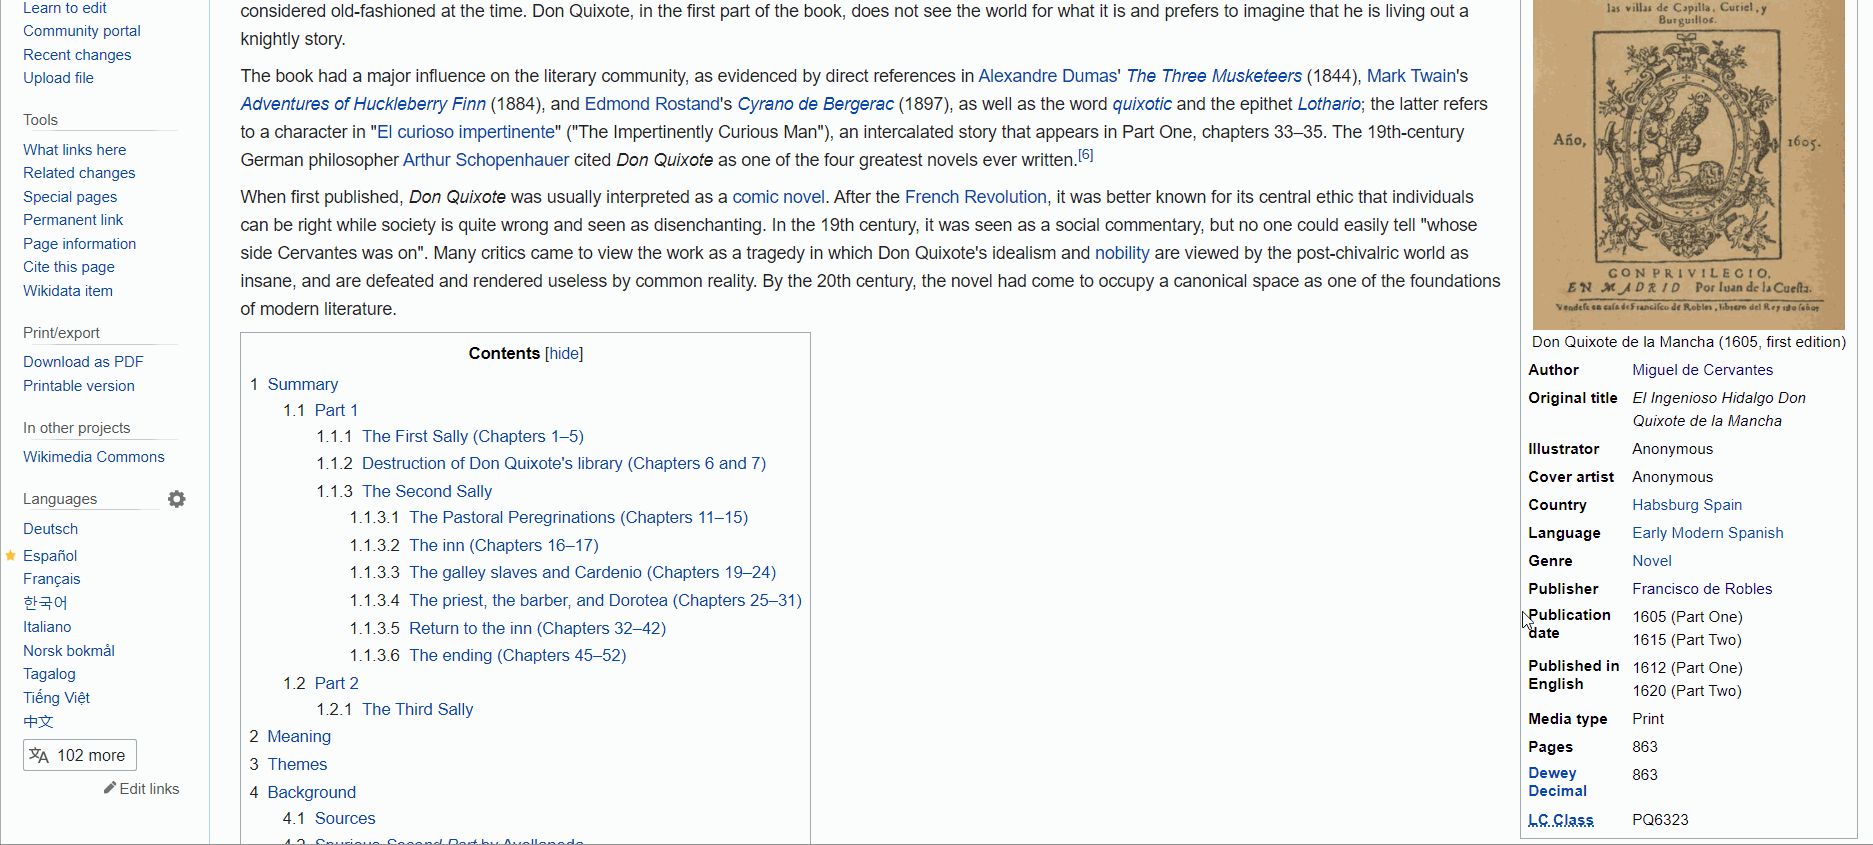 Learn to edit
Community portal
Recent changes
Upload file
Tools
What links here
Related changes
Special pages
Permanent link
Page information
Cite this page
Wikidata item
Print/export
Download as PDF
Printable version
In other projects
Wikimedia Commons
Languages
Deutsch
Español
Français
한국어
Italiano
Norsk bokmål
Tagalog
Tiếng Việt
中文
102 more
Edit links
considered old-fashioned at the time. Don Quixote, in the first part of the book, does not see the world for what it is and prefers to imagine that he is living out a
knightly story.
The book had a major influence on the literary community, as evidenced by direct references in Alexandre Dumas' The Three Musketeers (1844), Mark Twain's
Adventures of Huckleberry Finn (1884), and Edmond Rostand's Cyrano de Bergerac (1897), as well as the word quixotic and the epithet Lothario; the latter refers
to a character in "El curioso impertinente" ("The Impertinently Curious Man"), an intercalated story that appears in Part One, chapters 33–35. The 19th-century
German philosopher Arthur Schopenhauer cited Don Quixote as one of the four greatest novels ever written.[6]
When first published, Don Quixote was usually interpreted as a comic novel. After the French Revolution, it was better known for its central ethic that individuals
can be right while society is quite wrong and seen as disenchanting. In the 19th century, it was seen as a social commentary, but no one could easily tell "whose
side Cervantes was on". Many critics came to view the work as a tragedy in which Don Quixote's idealism and nobility are viewed by the post-chivalric world as
insane, and are defeated and rendered useless by common reality. By the 20th century, the novel had come to occupy a canonical space as one of the foundations
of modern literature.
Contents [hide]
1 Summary
1.1 Part 1
1.1.1 The First Sally (Chapters 1–5)
1.1.2 Destruction of Don Quixote's library (Chapters 6 and 7)
1.1.3 The Second Sally
1.1.3.1 The Pastoral Peregrinations (Chapters 11–15)
1.1.3.2 The inn (Chapters 16–17)
1.1.3.3 The galley slaves and Cardenio (Chapters 19–24)
1.1.3.4 The priest, the barber, and Dorotea (Chapters 25–31)
1.1.3.5 Return to the inn (Chapters 32–42)
1.1.3.6 The ending (Chapters 45–52)
1.2 Part 2
1.2.1 The Third Sally
2 Meaning
3 Themes
4 Background
4.1 Sources
4.2 Spurious Second Part by Avellaneda
las villas de Capilla, Curiel, y
Burguillos.
Año, 1605.
CON PRIVILEGIO,
EN MADRID Por Iuan de la Cuesta.
Vendese en casa de Francisco de Robles, librero del Rey nro señor
Don Quixote de la Mancha (1605, first edition)
Author Miguel de Cervantes
Original title El Ingenioso Hidalgo Don
Quixote de la Mancha
Illustrator Anonymous
Cover artist Anonymous
Country Habsburg Spain
Language Early Modern Spanish
Genre Novel
Publisher Francisco de Robles
Publication date 1605 (Part One)
1615 (Part Two)
Published in English 1612 (Part One)
1620 (Part Two)
Media type Print
Pages 863
Dewey Decimal 863
LC Class PQ6323